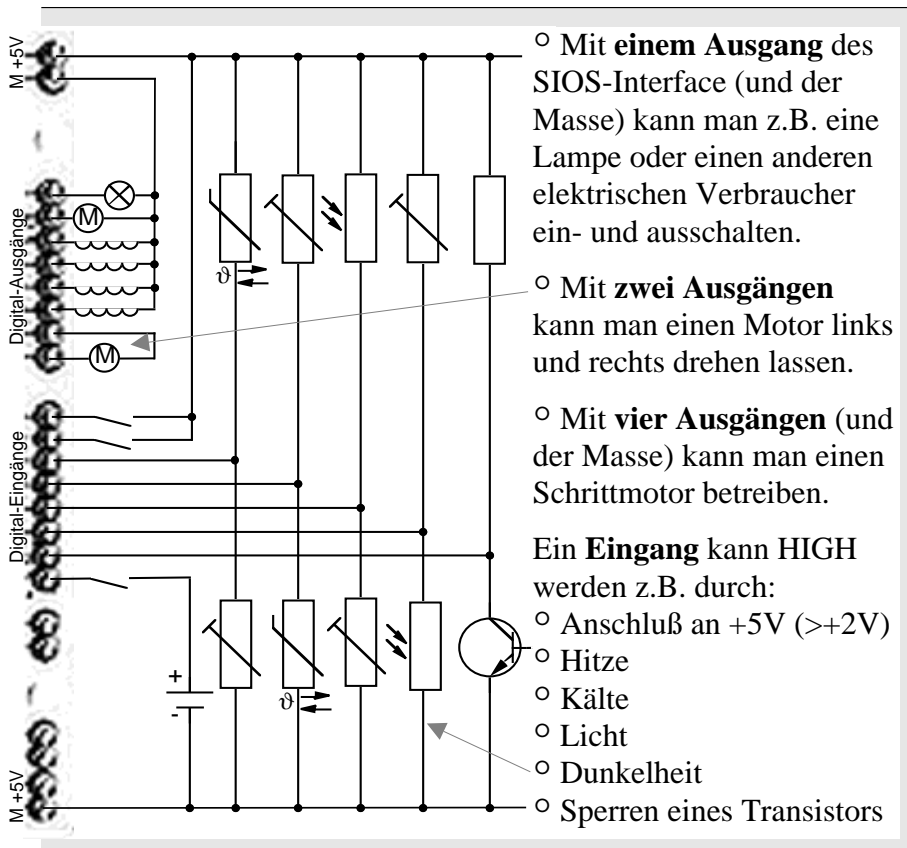 M +5V
Digital-Ausgänge
M
M
ϑ
Digital-Eingänge
+
-
ϑ
M +5V
° Mit einem Ausgang des
SIOS-Interface (und der
Masse) kann man z.B. eine
Lampe oder einen anderen
elektrischen Verbraucher
ein- und ausschalten.
° Mit zwei Ausgängen
kann man einen Motor links
und rechts drehen lassen.
° Mit vier Ausgängen (und
der Masse) kann man einen
Schrittmotor betreiben.
Ein Eingang kann HIGH
werden z.B. durch:
° Anschluß an +5V (>+2V)
° Hitze
° Kälte
° Licht
° Dunkelheit
° Sperren eines Transistors